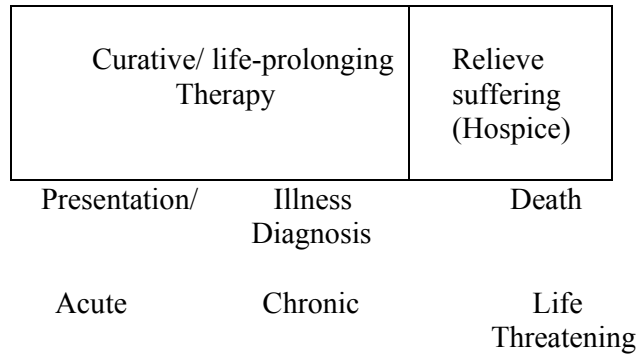 Curative/ life-prolonging
Therapy
Relieve
suffering
(Hospice)
Presentation/ Illness Death
Diagnosis
Acute Chronic Life
Threatening